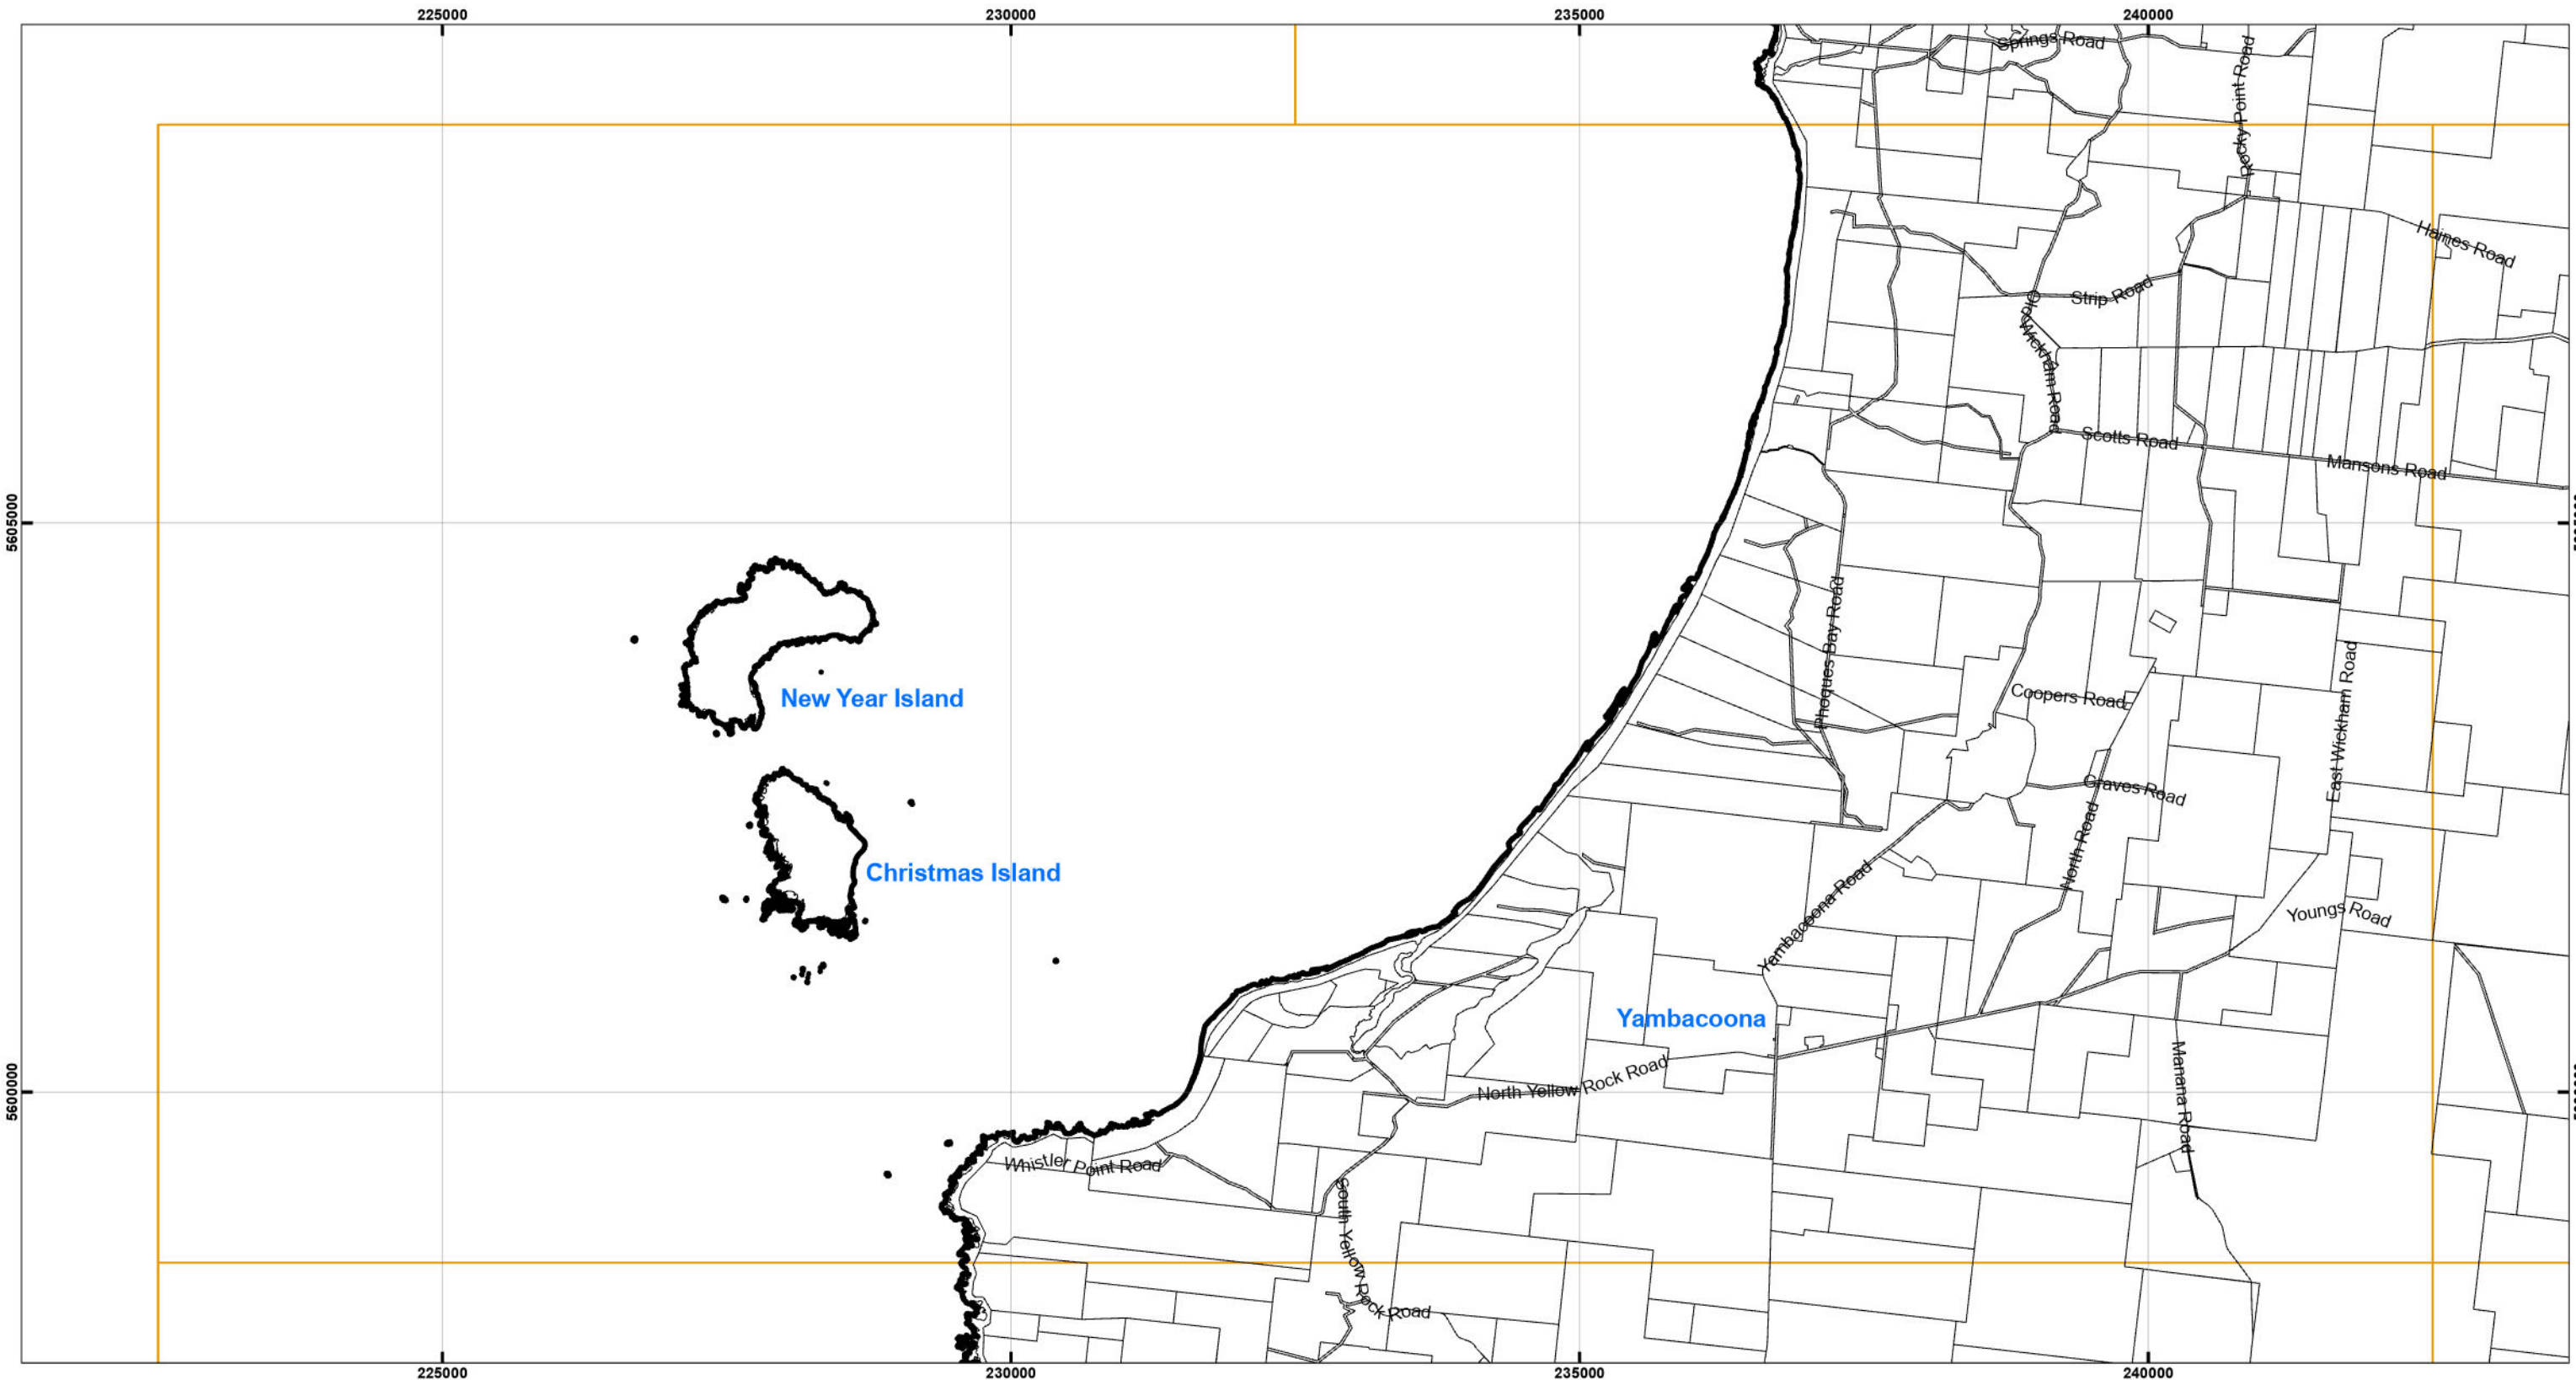 225000
230000
235000
240000
Springs Road
Rocky Point Road
Haines Road
Strip Road
Old Wickham Road
Scotts Road
Mansons Road
5605000
Phoques Bay Road
New Year Island
Coopers Road
East Wickham Road
Graves Road
North Road
Christmas Island
Yambacoona Road
Youngs Road
Yambacoona
North Yellow Rock Road
5600000
Manana Road
Whistler Point Road
South Yellow Rock Road
225000
230000
235000
240000